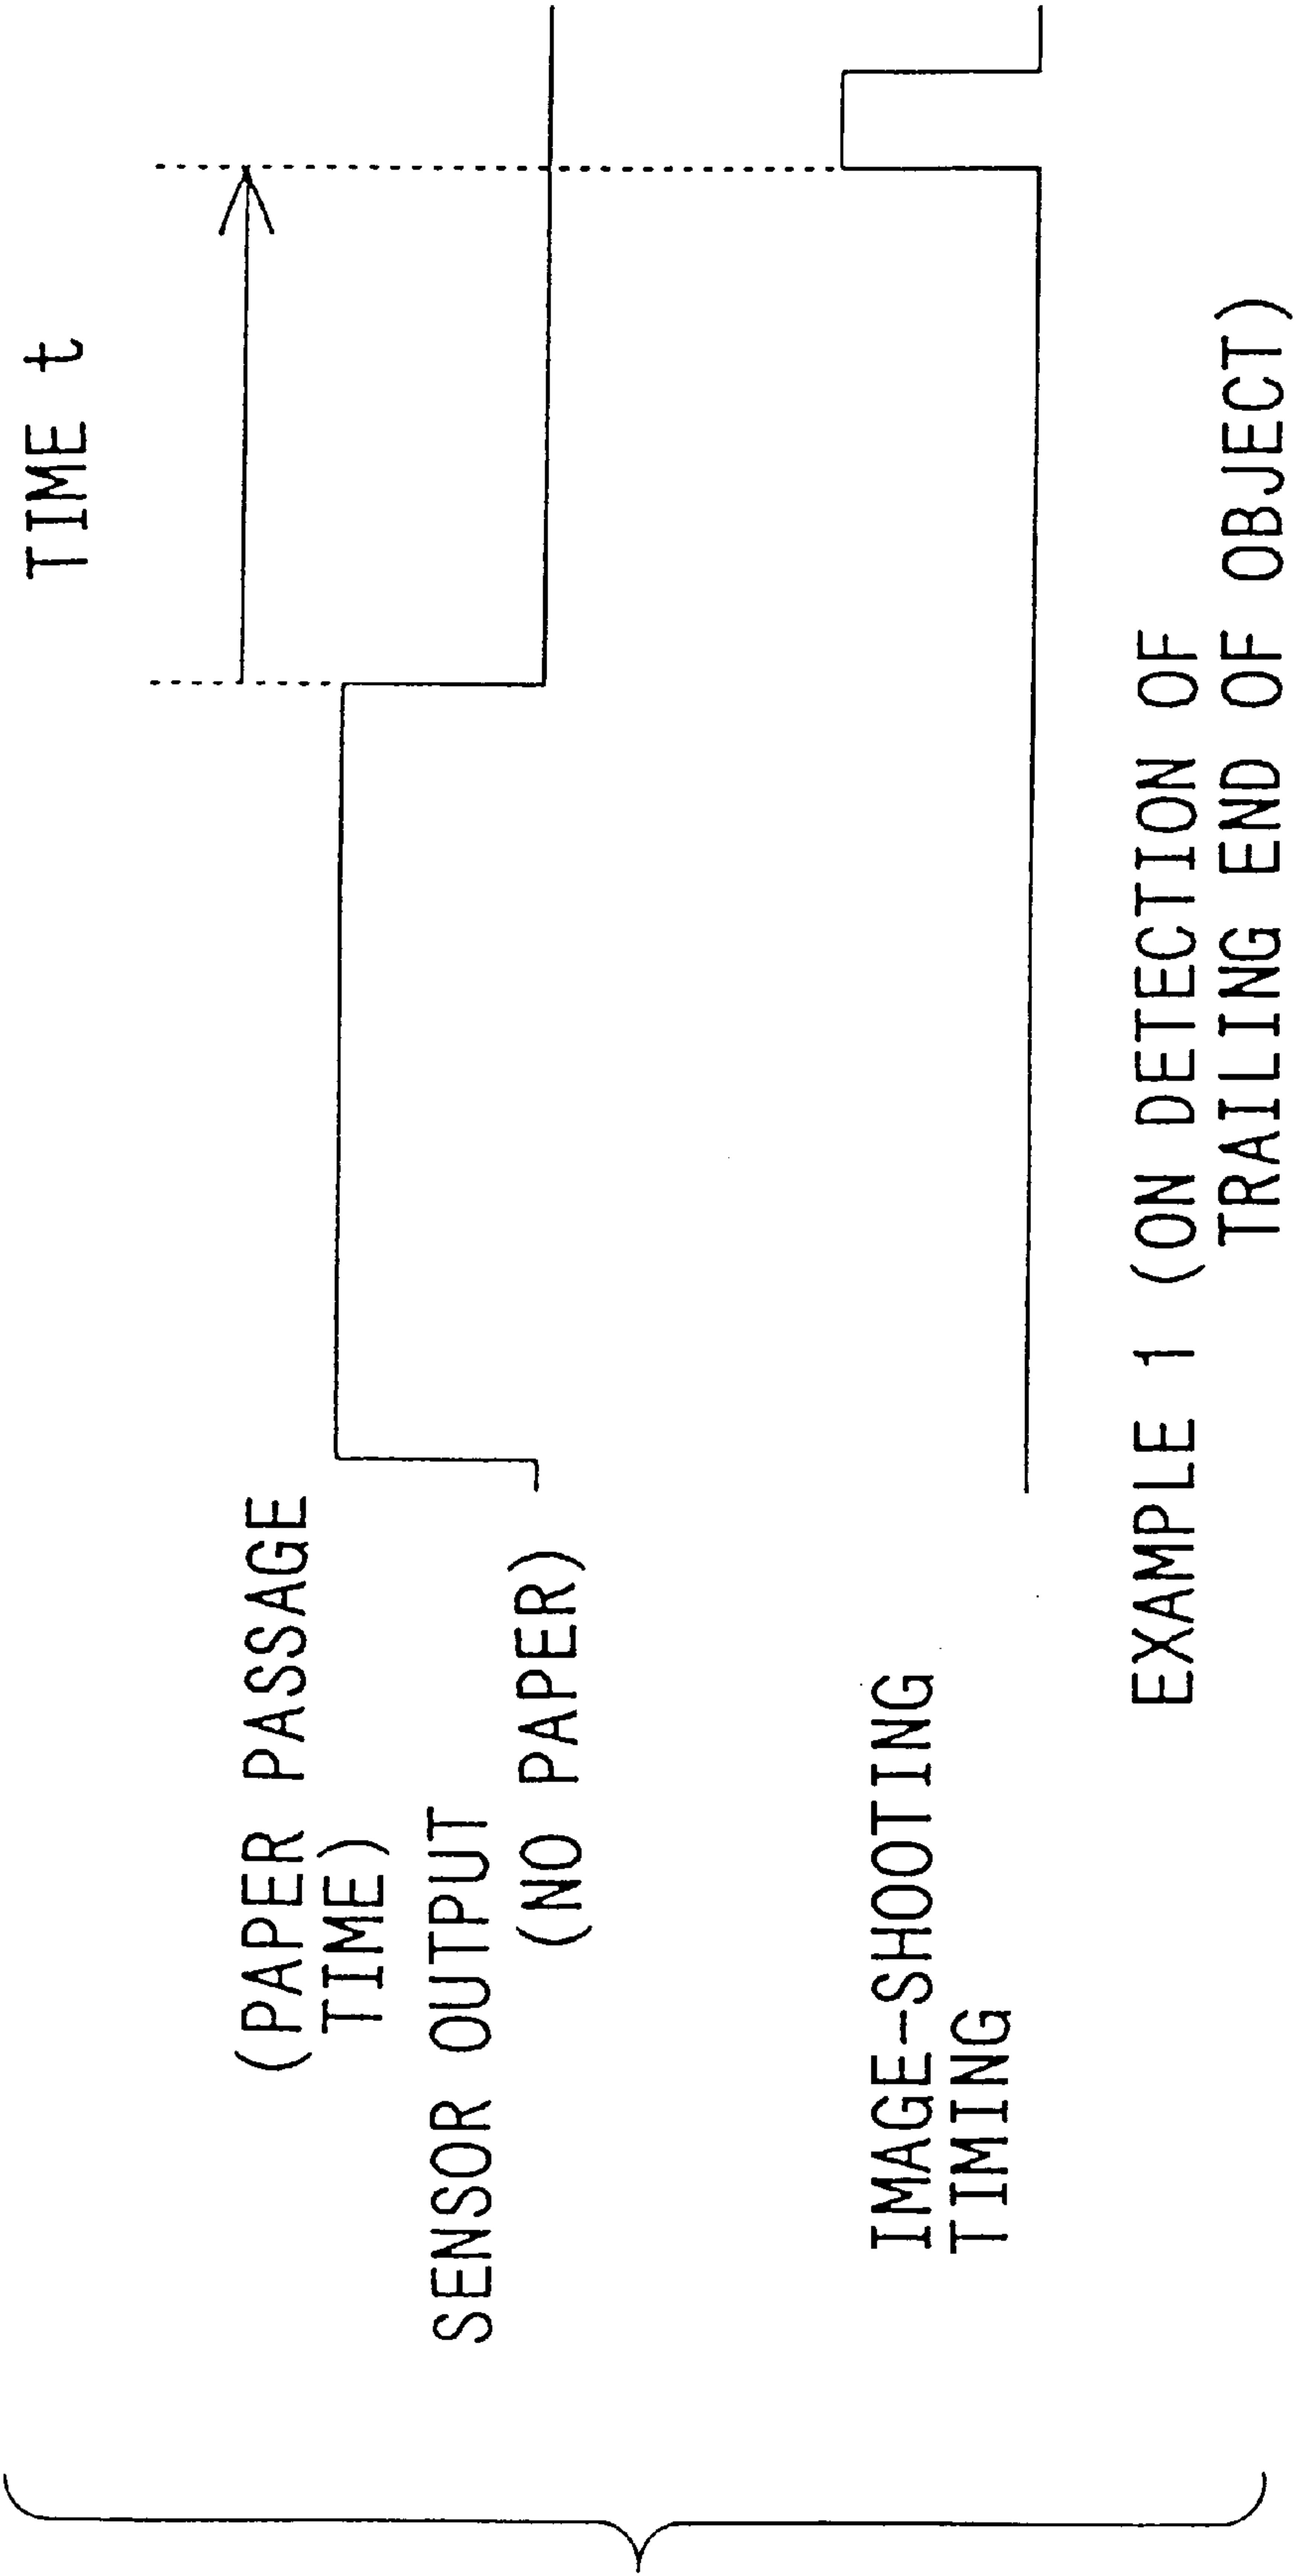 TIME t
(PAPER PASSAGE
TIME)
SENSOR OUTPUT
(NO PAPER)
IMAGE-SHOOTING
TIMING
EXAMPLE 1 (ON DETECTION OF
TRAILING END OF OBJECT)